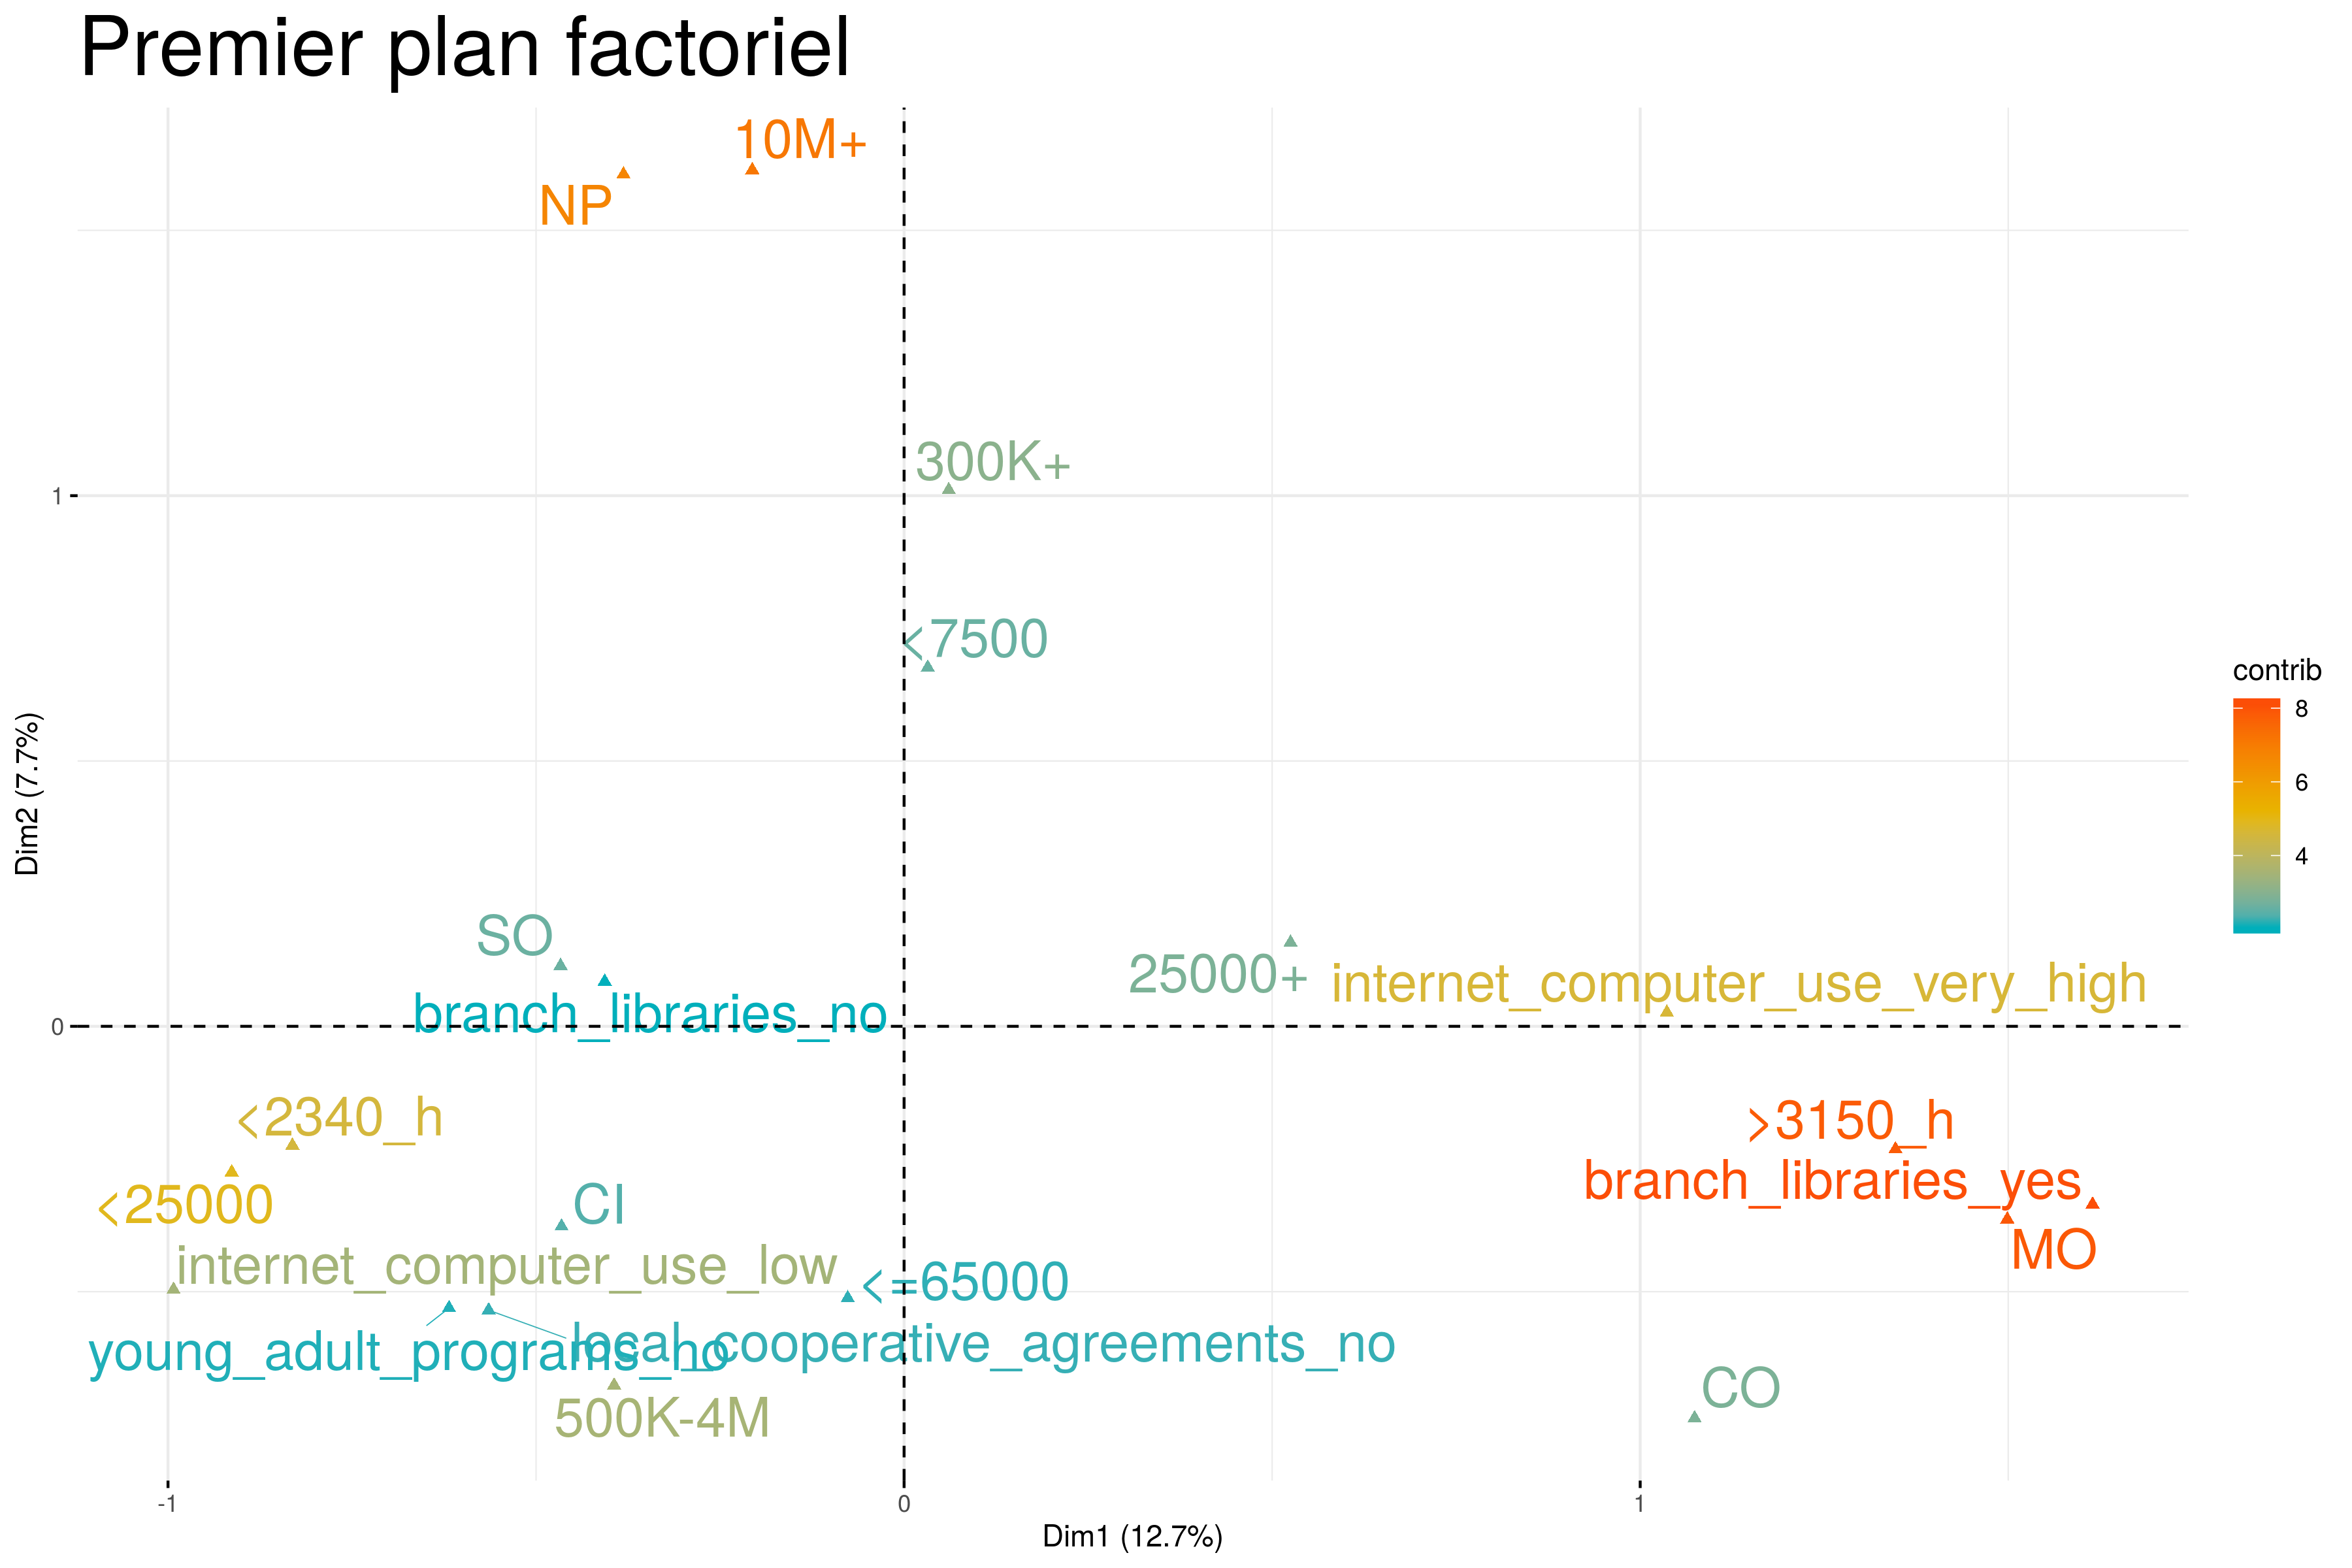 Premier plan factoriel
10M+
NP
300K+
1
<7500
contrib
8
6
4
Dim2 (7.7%)
SO
25000+
internet_computer_use_very_high
branch_libraries_no
0
<2340_h
>3150_h
<25000
CI
branch_libraries_yes
MO
internet_computer_use_low
<=65000
young_adult_programs_no
local_cooperative_agreements_no
500K-4M
CO
-1
0
1
Dim1 (12.7%)